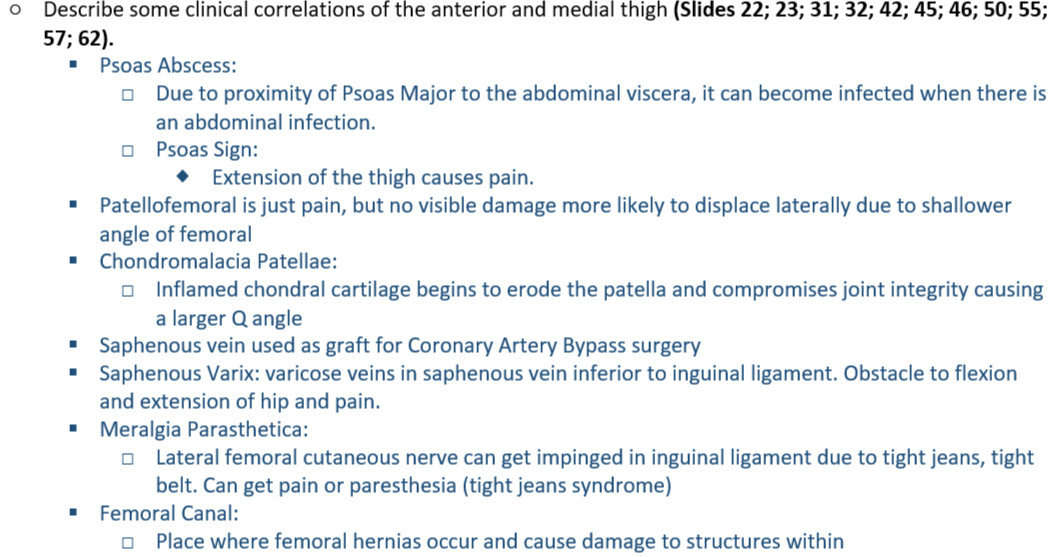 Describe some clinical correlations of the anterior and medial thigh (Slides 22; 23; 31; 32; 42; 45; 46; 50; 55;
57; 62).
Psoas Abscess:
Due to proximity of Psoas Major to the abdominal viscera, it can become infected when there is
an abdominal infection.
Psoas Sign:
Extension of the thigh causes pain.
Patellofemoral is just pain, but no visible damage more likely to displace laterally due to shallower
angle of femoral
Chondromalacia Patellae:
Inflamed chondral cartilage begins to erode the patella and compromises joint integrity causing
a larger Q angle
Saphenous vein used as graft for Coronary Artery Bypass surgery
Saphenous Varix: varicose veins in saphenous vein inferior to inguinal ligament. Obstacle to flexion
and extension of hip and pain.
Meralgia Parasthetica:
Lateral femoral cutaneous nerve can get impinged in inguinal ligament due to tight jeans, tight
belt. Can get pain or paresthesia (tight jeans syndrome)
Femoral Canal:
Place where femoral hernias occur and cause damage to structures within